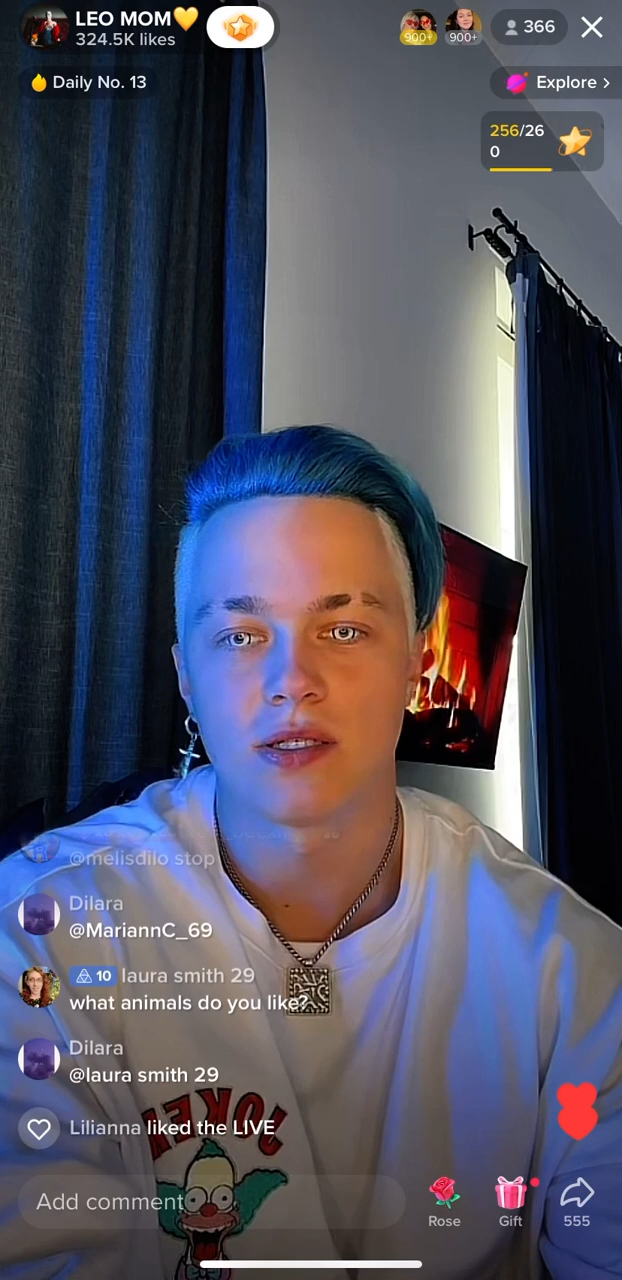 LEO MOM💛
324.5K likes
900+
900+
366
Daily No. 13
Explore >
256/26
0
@melisdilo stop
Dilara
@MariannC_69
10 laura smith 29
what animals do you like?
Dilara
@laura smith 29
Lilianna liked the LIVE
JOKER
Add comment
Rose
Gift
555